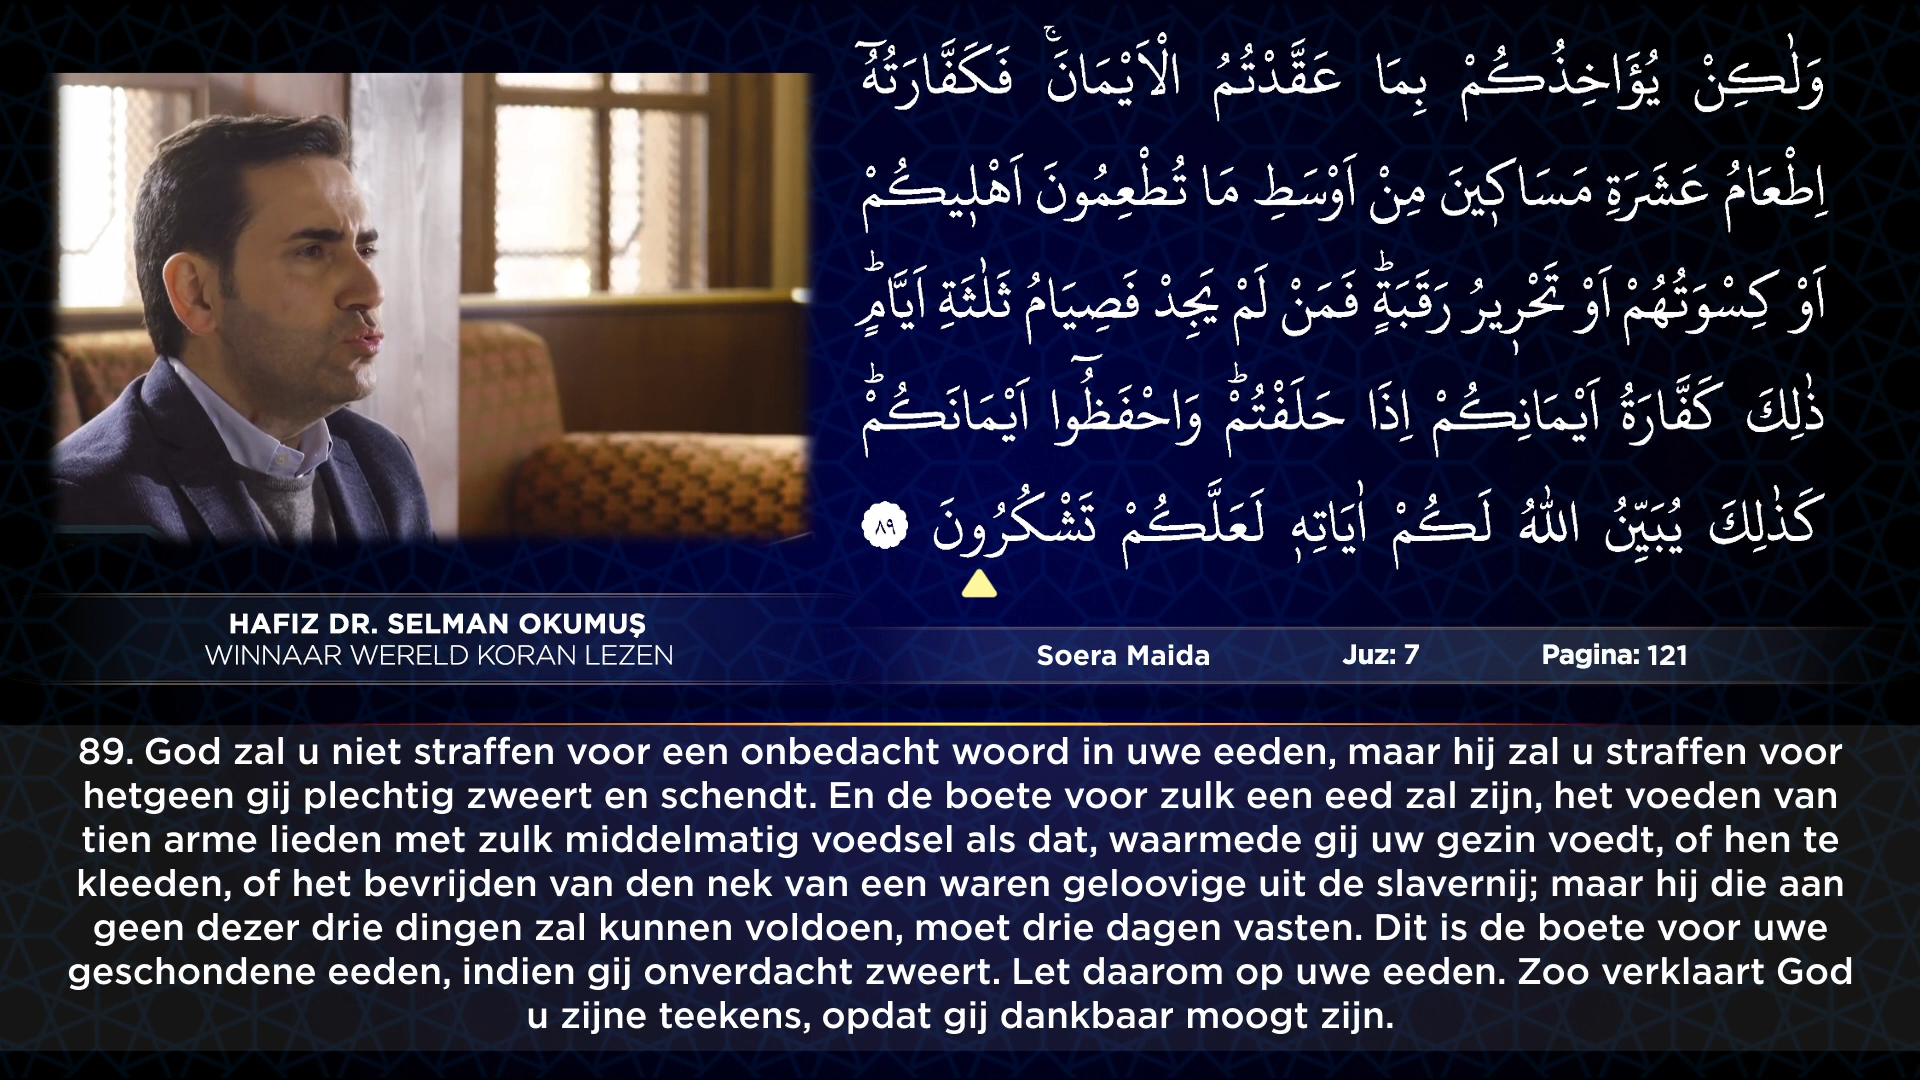 وَلٰكِنْ يُؤَاخِذُكُمْ بِمَا عَقَّدْتُمُ الْاَيْمَانَۚ فَكَفَّارَتُهُٓ
اِطْعَامُ عَشَرَةِ مَسَاك۪ينَ مِنْ اَوْسَطِ مَا تُطْعِمُونَ اَهْل۪يكُمْ
اَوْ كِسْوَتُهُمْ اَوْ تَحْر۪يرُ رَقَبَةٍۜ فَمَنْ لَمْ يَجِدْ فَصِيَامُ ثَلٰثَةِ اَيَّامٍۜ
ذٰلِكَ كَفَّارَةُ اَيْمَانِكُمْ اِذَا حَلَفْتُمْۜ وَاحْفَظُٓوا اَيْمَانَكُمْۜ
كَذٰلِكَ يُبَيِّنُ اللّٰهُ لَكُمْ اٰيَاتِه۪ لَعَلَّكُمْ تَشْكُرُونَ ٨٩
HAFIZ DR. SELMAN OKUMUŞ
WINNAAR WERELD KORAN LEZEN
Soera Maida Juz: 7 Pagina: 121
89. God zal u niet straffen voor een onbedacht woord in uwe eeden, maar hij zal u straffen voor
hetgeen gij plechtig zweert en schendt. En de boete voor zulk een eed zal zijn, het voeden van
tien arme lieden met zulk middelmatig voedsel als dat, waarmede gij uw gezin voedt, of hen te
kleeden, of het bevrijden van den nek van een waren geloovige uit de slavernij; maar hij die aan
geen dezer drie dingen zal kunnen voldoen, moet drie dagen vasten. Dit is de boete voor uwe
geschondene eeden, indien gij onverdacht zweert. Let daarom op uwe eeden. Zoo verklaart God
u zijne teekens, opdat gij dankbaar moogt zijn.